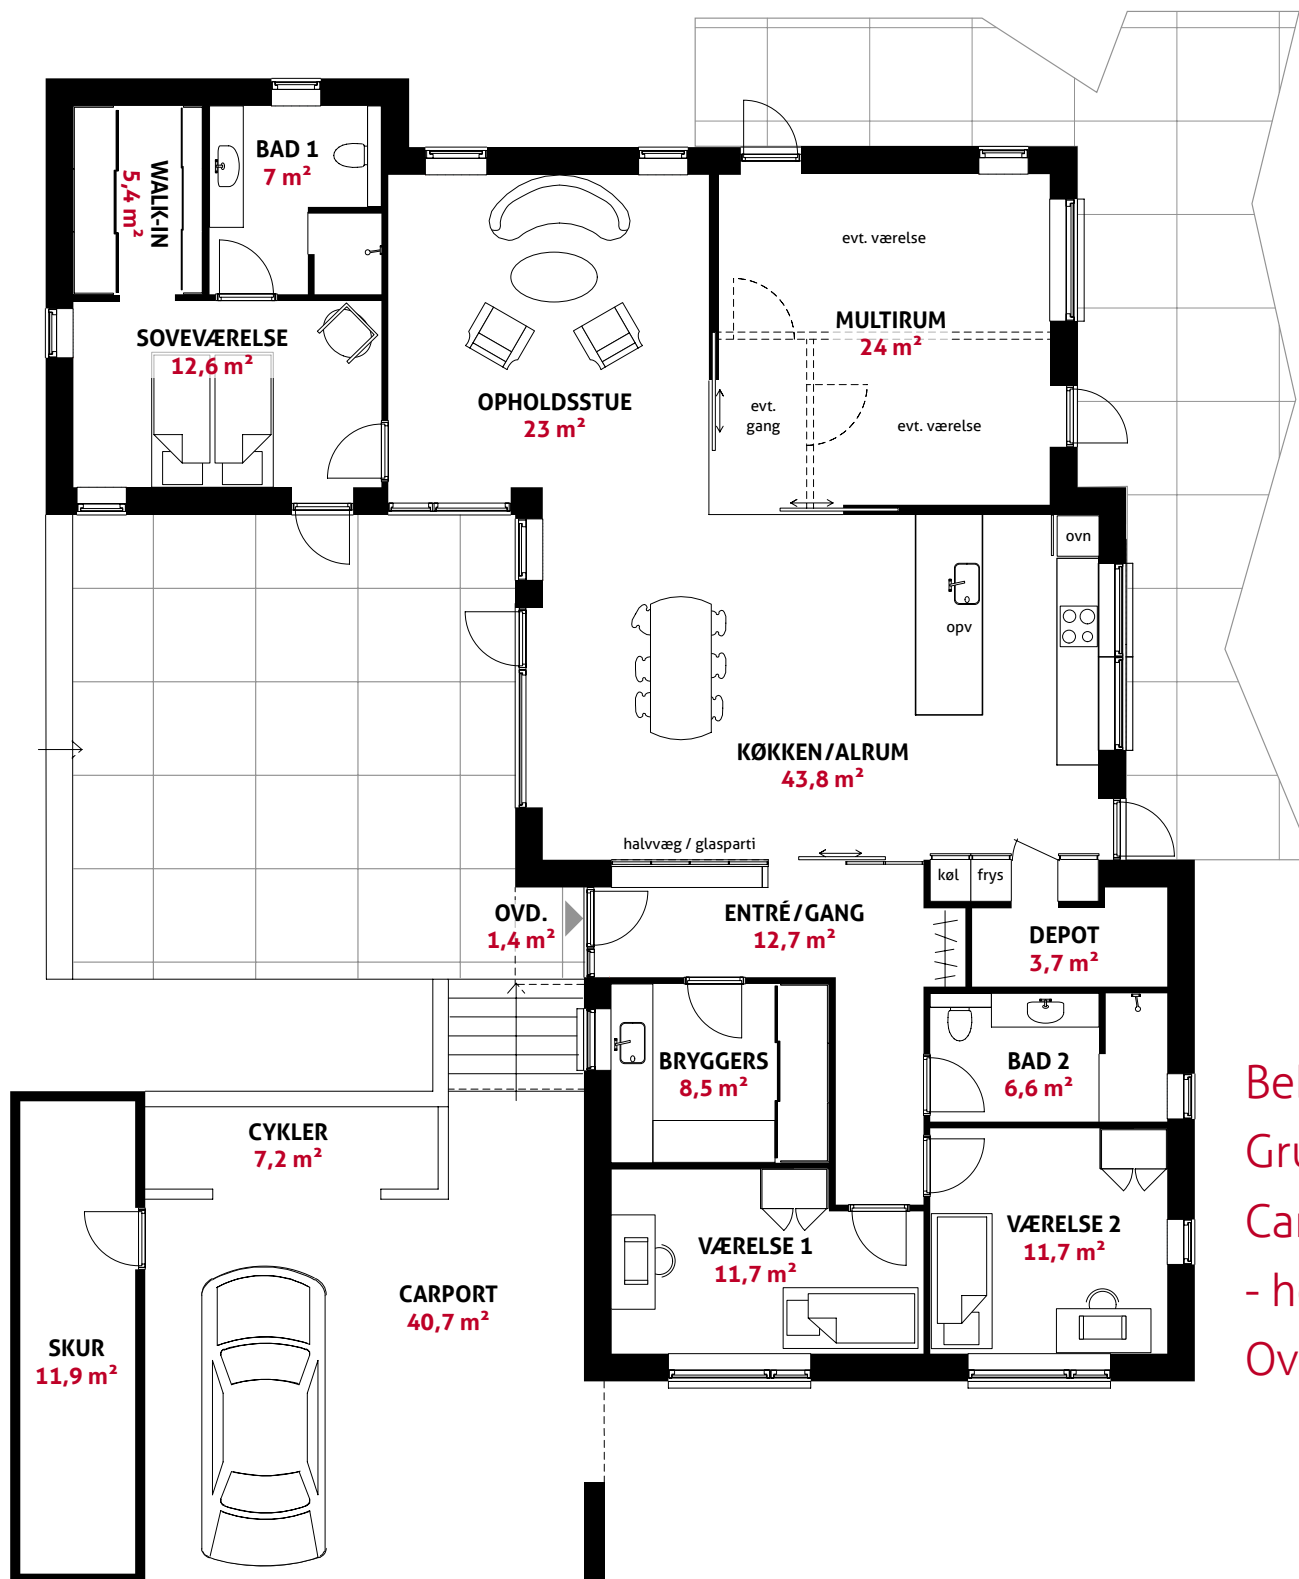 BAD 1
7 m²
WALK-IN
5,4 m²
evt. værelse
SOVEVÆRELSE
12,6 m²
MULTIRUM
24 m²
OPHOLDSSTUE
23 m²
evt.
gang
evt. værelse
ovn
opv
KØKKEN/ALRUM
43,8 m²
halvvæg / glasparti
køl
frys
OVD.
1,4 m²
ENTRÉ/GANG
12,7 m²
DEPOT
3,7 m²
BRYGGERS
8,5 m²
BAD 2
6,6 m²
CYKLER
7,2 m²
VÆRELSE 1
11,7 m²
VÆRELSE 2
11,7 m²
CARPORT
40,7 m²
SKUR
11,9 m²